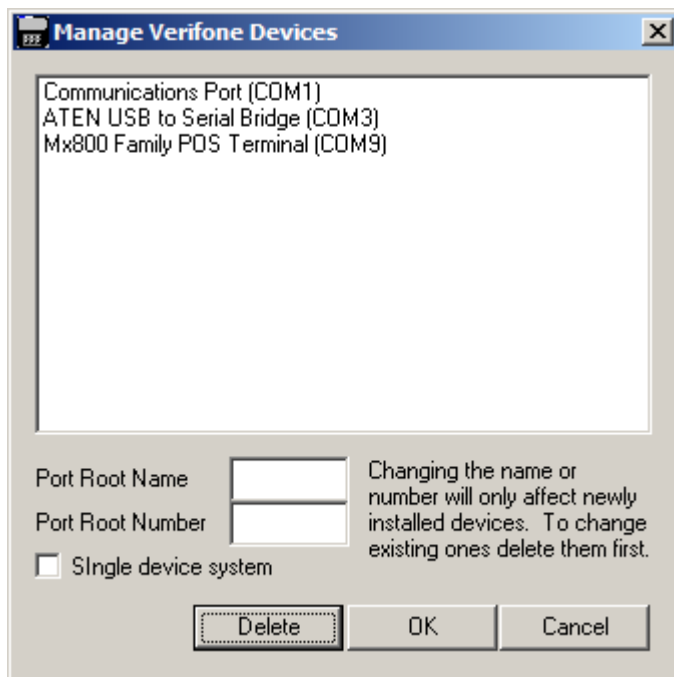 Manage Verifone Devices
Communications Port (COM1)
ATEN USB to Serial Bridge (COM3)
Mx800 Family POS Terminal (COM9)
Port Root Name
Port Root Number
SIngle device system
Changing the name or
number will only affect newly
installed devices. To change
existing ones delete them first.
Delete
OK
Cancel